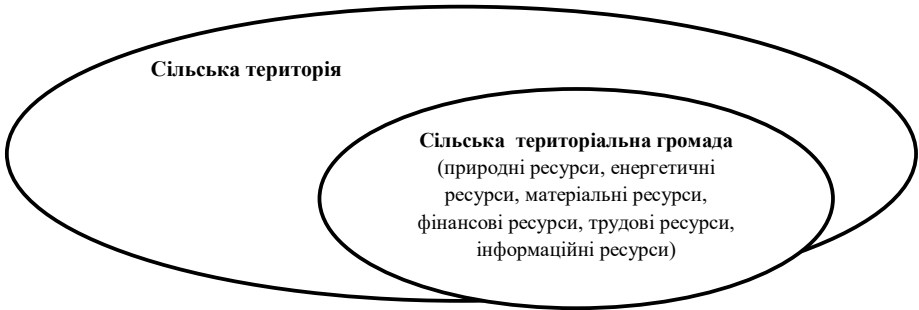 Сільська територія
Сільська територіальна громада
(природні ресурси, енергетичні
ресурси, матеріальні ресурси,
фінансові ресурси, трудові ресурси,
інформаційні ресурси)